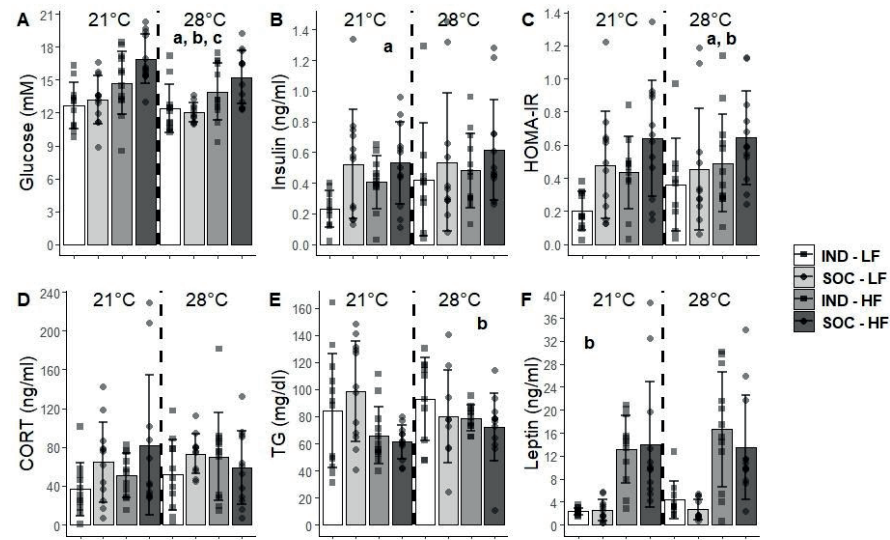 A
21°C
28°C
a, b, c
Glucose (mM)
21
18
15
12
9
6
3
0
B
21°C
28°C
a
Insulin (ng/ml)
1.4
1.2
1.0
0.8
0.6
0.4
0.2
0.0
C
21°C
28°C
a, b
HOMA-IR
1.4
1.2
1.0
0.8
0.6
0.4
0.2
0.0
IND - LF
SOC - LF
IND - HF
SOC - HF
D
21°C
28°C
CORT (ng/ml)
240
200
160
120
80
40
0
E
21°C
28°C
b
TG (mg/dl)
160
140
120
100
80
60
40
20
0
F
21°C
28°C
b
Leptin (ng/ml)
40
36
32
28
24
20
16
12
8
4
0